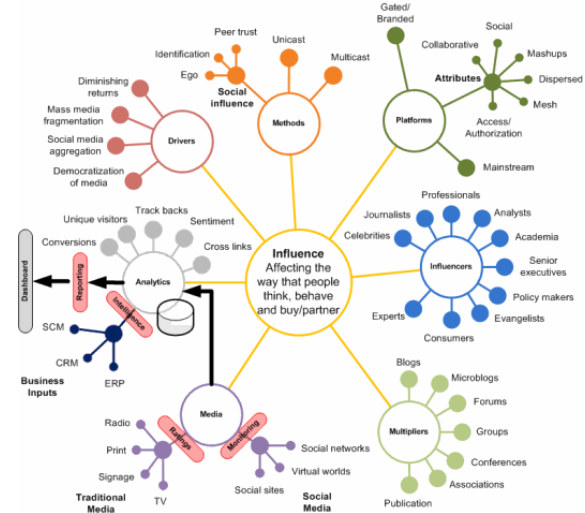 Gated/
Branded
Social
Peer trust
Unicast
Identification
Collaborative
Mashups
Multicast
Ego
Attributes
Dispersed
Diminishing
returns
Social
influence
Mesh
Mass media
fragmentation
Methods
Platforms
Access/
Authorization
Drivers
Social media
aggregation
Mainstream
Democratization
of media
Professionals
Track backs
Journalists
Analysts
Unique visitors
Sentiment
Celebrities
Academia
Conversions
Cross links
Influence
Affecting the
way that people
think, behave
and buy/partner
Influencers
Senior
executives
Dashboard
Reporting
Analytics
Policy makers
Intelligence
Experts
Evangelists
SCM
Consumers
CRM
ERP
Business
Inputs
Blogs
Microblogs
Media
Forums
Radio
Ratings
Monitoring
Multipliers
Groups
Print
Social networks
Conferences
Signage
Virtual worlds
Associations
TV
Social sites
Publication
Traditional
Media
Social
Media